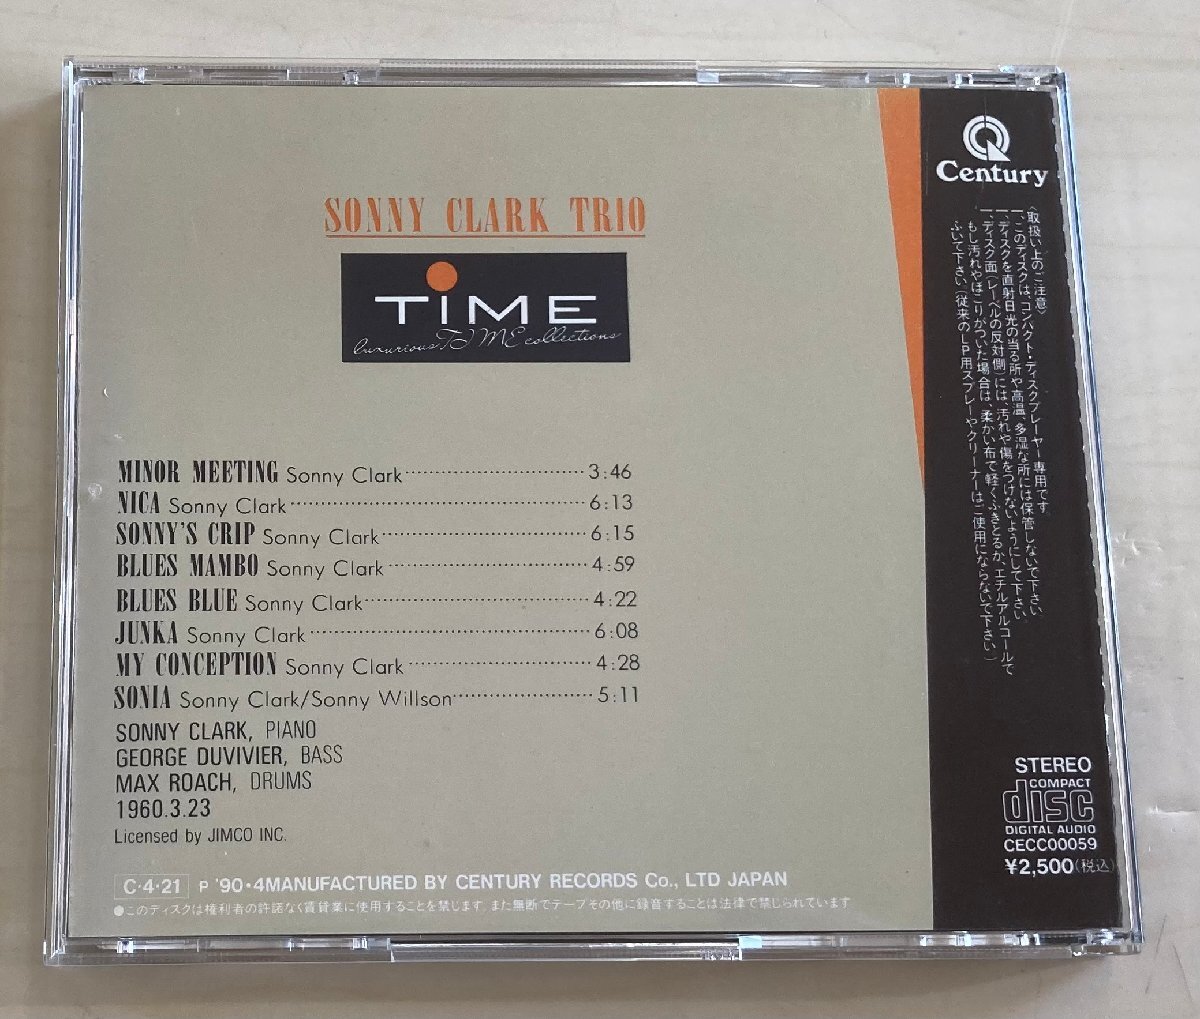 SONNY CLARK TRIO
TIME
luxurious TIME collections
MINOR MEETING Sonny Clark 3:46
NICA Sonny Clark 6:13
SONNY'S CRIP Sonny Clark 6:15
BLUES MAMBO Sonny Clark 4:59
BLUES BLUE Sonny Clark 4:22
JUNKA Sonny Clark 6:08
MY CONCEPTION Sonny Clark 4:28
SONIA Sonny Clark/Sonny Willson 5:11
SONNY CLARK, PIANO
GEORGE DUVIVIER, BASS
MAX ROACH, DRUMS
1960.3.23
Licensed by JIMCO INC.
C·4·21 P '90·4MANUFACTURED BY CENTURY RECORDS Co., LTD JAPAN
●このディスクは権利者の許諾なく賃貸業に使用することを禁じます。また無断でテープその他に録音することは法律で禁じられています
Century
〈取扱い上のご注意〉
一、このディスクは、コンパクト・ディスクプレーヤー専用です。
一、ディスクを直射日光の当る所や高温、多湿な所には保管しないで下さい。
一、ディスク面(レーベルの反対側)には、汚れや傷をつけないようにして下さい。
もし汚れやほこりがついた場合は、柔かい布で軽くふきとるか、エチルアルコールで
ふいて下さい(従来のLP用スプレーやクリーナーはご使用にならないで下さい)
STEREO
COMPACT
disc
DIGITAL AUDIO
CECC00059
¥2,500(税込)